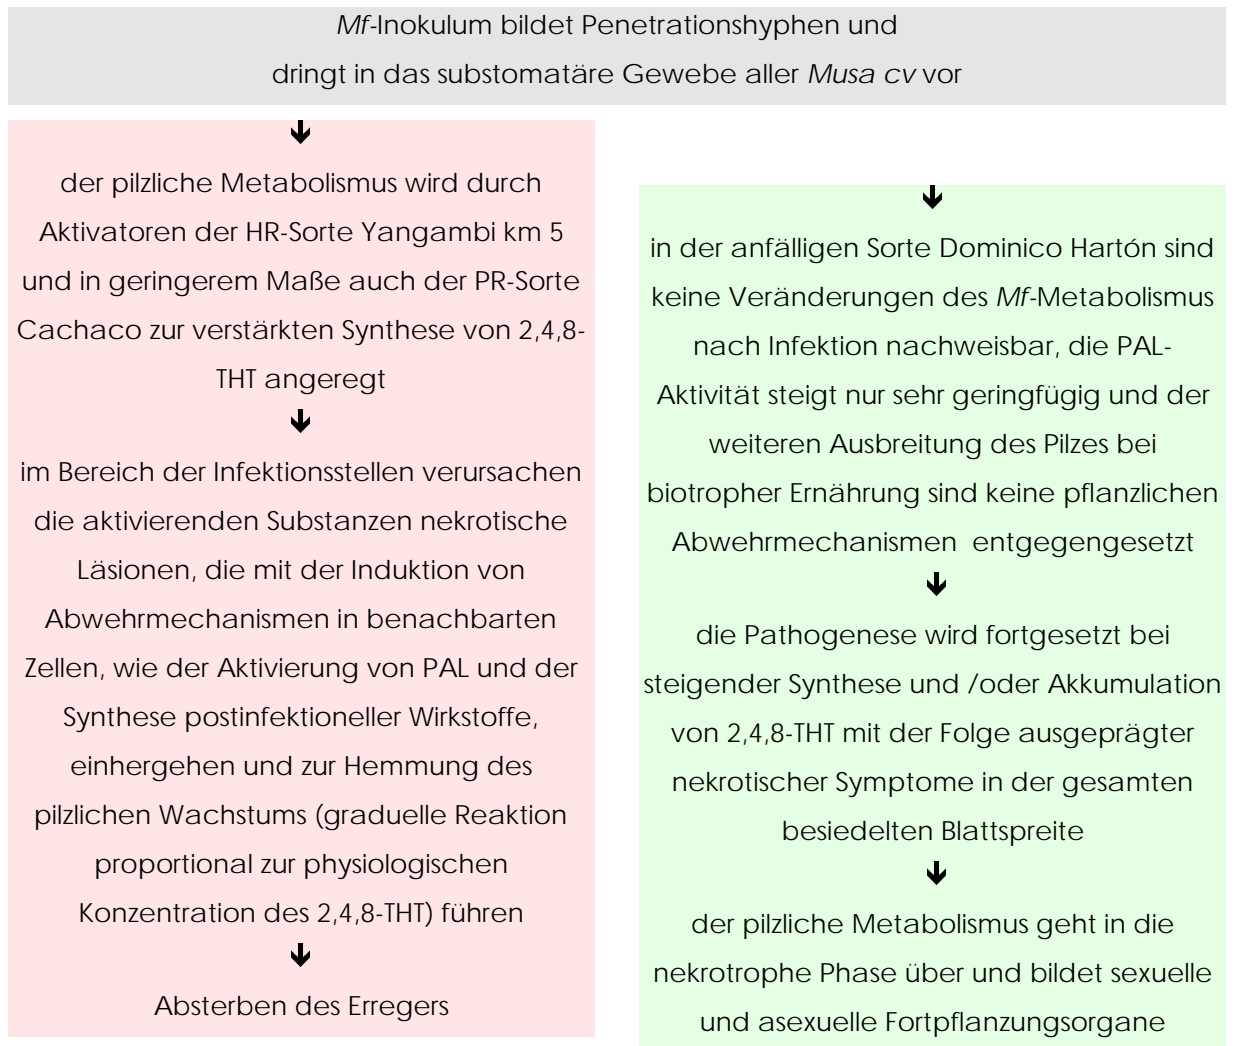 Mf-Inokulum bildet Penetrationshyphen und
dringt in das substomatäre Gewebe aller Musa cv vor
der pilzliche Metabolismus wird durch
Aktivatoren der HR-Sorte Yangambi km 5
und in geringerem Maße auch der PR-Sorte
Cachaco zur verstärkten Synthese von 2,4,8-
THT angeregt
im Bereich der Infektionsstellen verursachen
die aktivierenden Substanzen nekrotische
Läsionen, die mit der Induktion von
Abwehrmechanismen in benachbarten
Zellen, wie der Aktivierung von PAL und der
Synthese postinfektioneller Wirkstoffe,
einhergehen und zur Hemmung des
pilzlichen Wachstums (graduelle Reaktion
proportional zur physiologischen
Konzentration des 2,4,8-THT) führen
Absterben des Erregers
in der anfälligen Sorte Dominico Hartón sind
keine Veränderungen des Mf-Metabolismus
nach Infektion nachweisbar, die PAL-
Aktivität steigt nur sehr geringfügig und der
weiteren Ausbreitung des Pilzes bei
biotropher Ernährung sind keine pflanzlichen
Abwehrmechanismen entgegengesetzt
die Pathogenese wird fortgesetzt bei
steigender Synthese und /oder Akkumulation
von 2,4,8-THT mit der Folge ausgeprägter
nekrotischer Symptome in der gesamten
besiedelten Blattspreite
der pilzliche Metabolismus geht in die
nekrotrophe Phase über und bildet sexuelle
und asexuelle Fortpflanzungsorgane